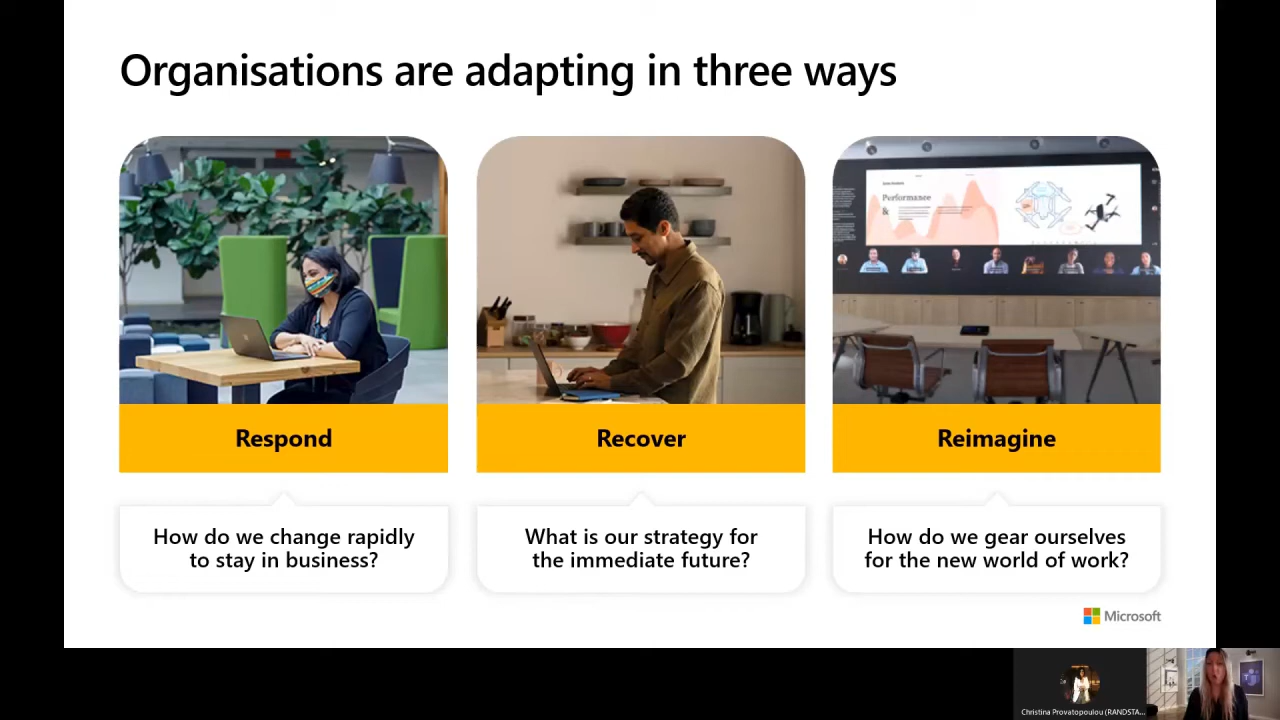 Organisations are adapting in three ways
Performance
&
Respond
Recover
Reimagine
How do we change rapidly
to stay in business?
What is our strategy for
the immediate future?
How do we gear ourselves
for the new world of work?
Microsoft
Christina Provatopoulou (RANDSTA...